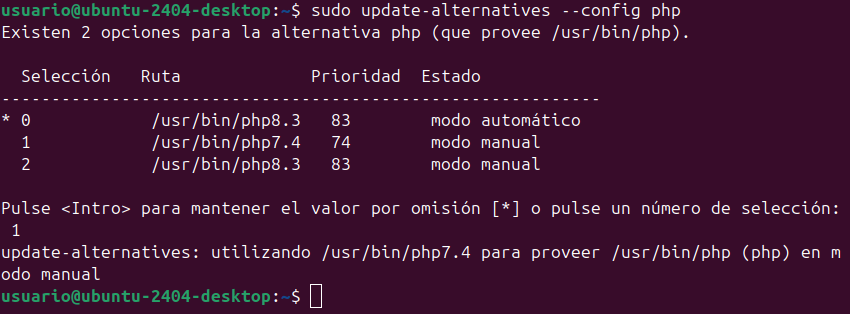 usuario@ubuntu-2404-desktop:~$ sudo update-alternatives --config php
Existen 2 opciones para la alternativa php (que provee /usr/bin/php).
  Selección   Ruta             Prioridad  Estado
------------------------------------------------------------
* 0            /usr/bin/php8.3   83        modo automático
  1            /usr/bin/php7.4   74        modo manual
  2            /usr/bin/php8.3   83        modo manual
Pulse <Intro> para mantener el valor por omisión [*] o pulse un número de selección:
 1
update-alternatives: utilizando /usr/bin/php7.4 para proveer /usr/bin/php (php) en m
odo manual
usuario@ubuntu-2404-desktop:~$